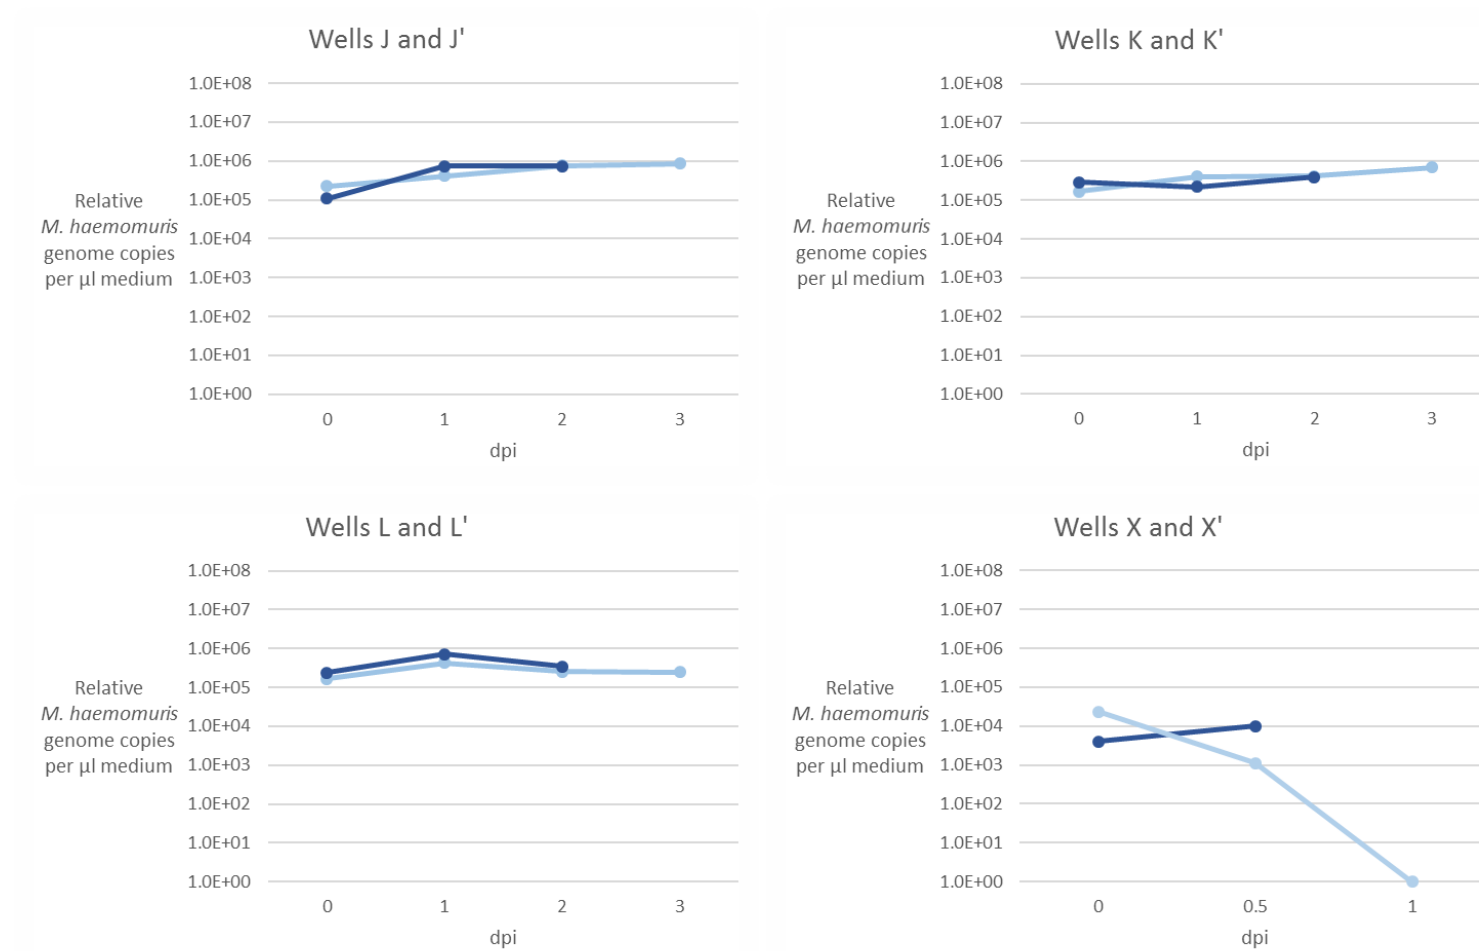 Wells J and J'
1.0E+08
1.0E+07
1.0E+06
1.0E+05
1.0E+04
1.0E+03
1.0E+02
1.0E+01
1.0E+00
Relative
M. haemomuris
genome copies
per µl medium
0 1 2 3
dpi
Wells K and K'
1.0E+08
1.0E+07
1.0E+06
1.0E+05
1.0E+04
1.0E+03
1.0E+02
1.0E+01
1.0E+00
Relative
M. haemomuris
genome copies
per µl medium
0 1 2 3
dpi
Wells L and L'
1.0E+08
1.0E+07
1.0E+06
1.0E+05
1.0E+04
1.0E+03
1.0E+02
1.0E+01
1.0E+00
Relative
M. haemomuris
genome copies
per µl medium
0 1 2 3
dpi
Wells X and X'
1.0E+08
1.0E+07
1.0E+06
1.0E+05
1.0E+04
1.0E+03
1.0E+02
1.0E+01
1.0E+00
Relative
M. haemomuris
genome copies
per µl medium
0 0.5 1
dpi